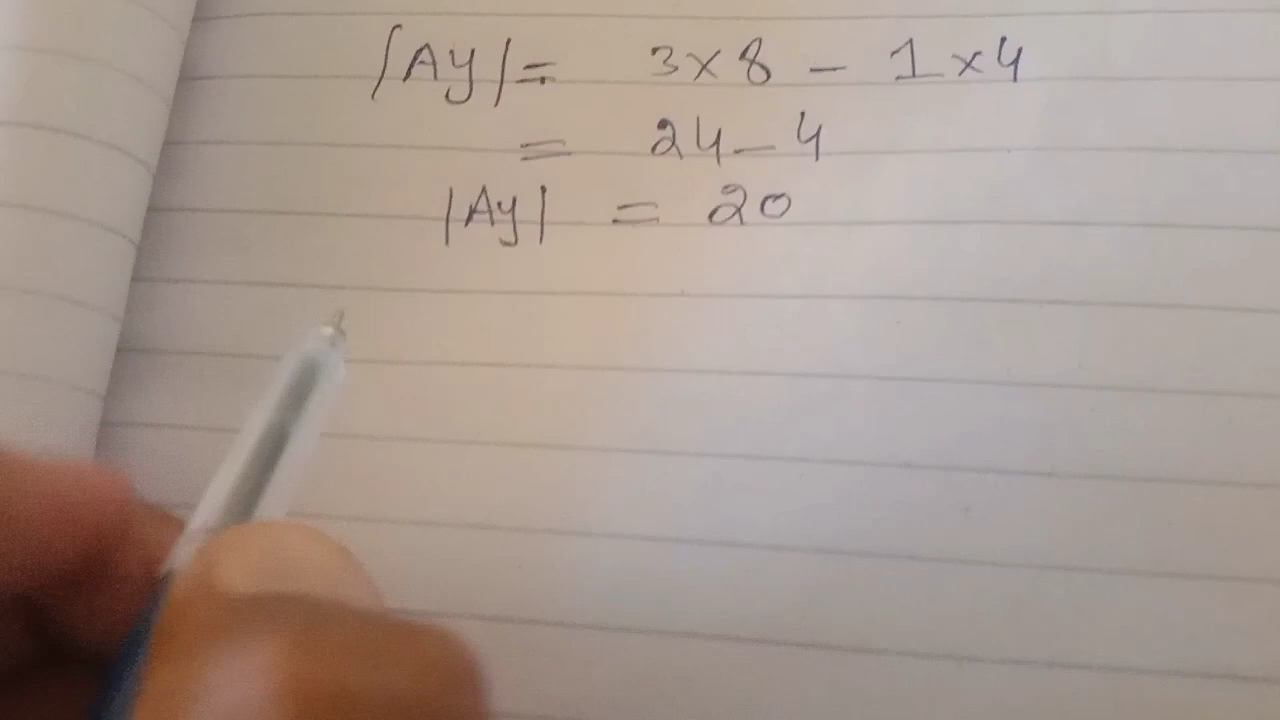 |Ay| = 3 × 8 - 1 × 4
= 24 - 4
|Ay| = 20